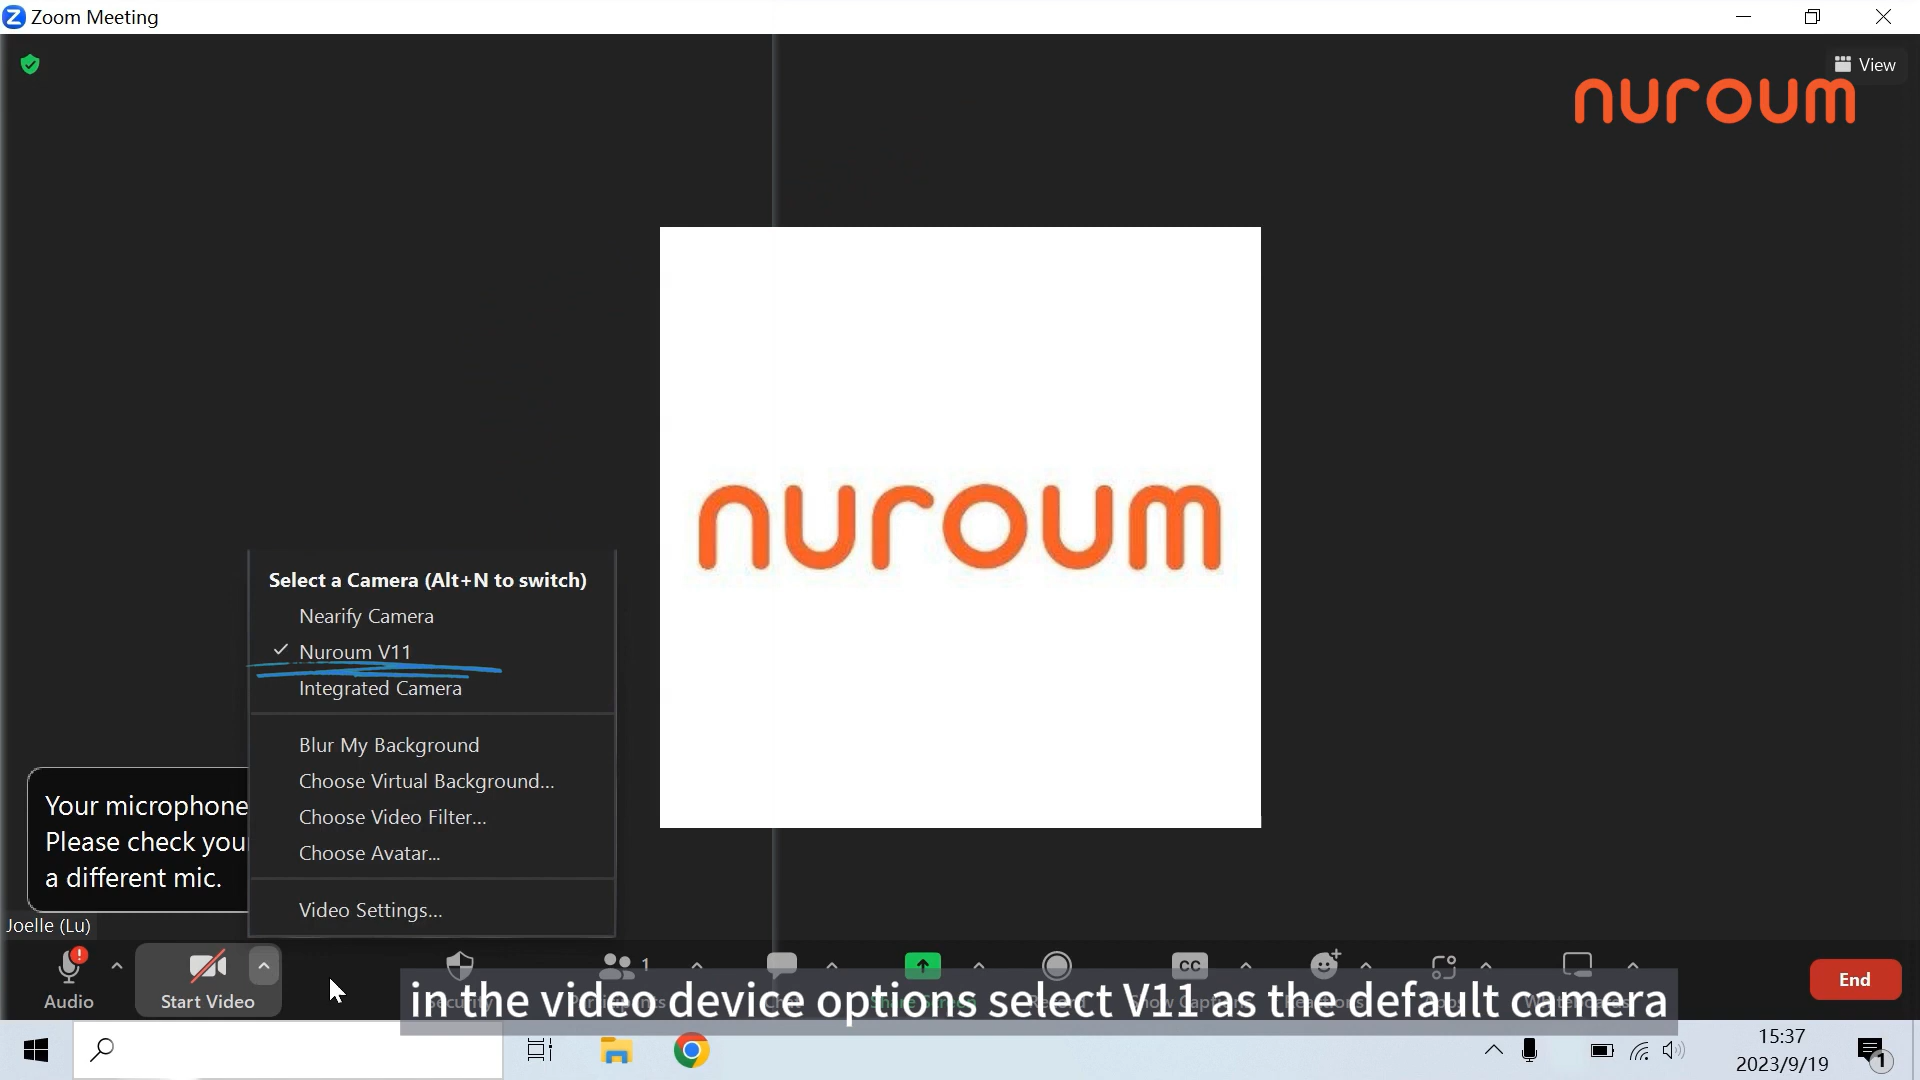 Zoom Meeting
View
nuroum
nuroum
Select a Camera (Alt+N to switch)
Nearify Camera
Nuroum V11
Integrated Camera
Blur My Background
Choose Virtual Background...
Choose Video Filter...
Choose Avatar...
Video Settings...
Your microphone
Please check you
a different mic.
Joelle (Lu)
1
CC
Audio
Start Video
End
in the video device options select V11 as the default camera
15:37
2023/9/19
1